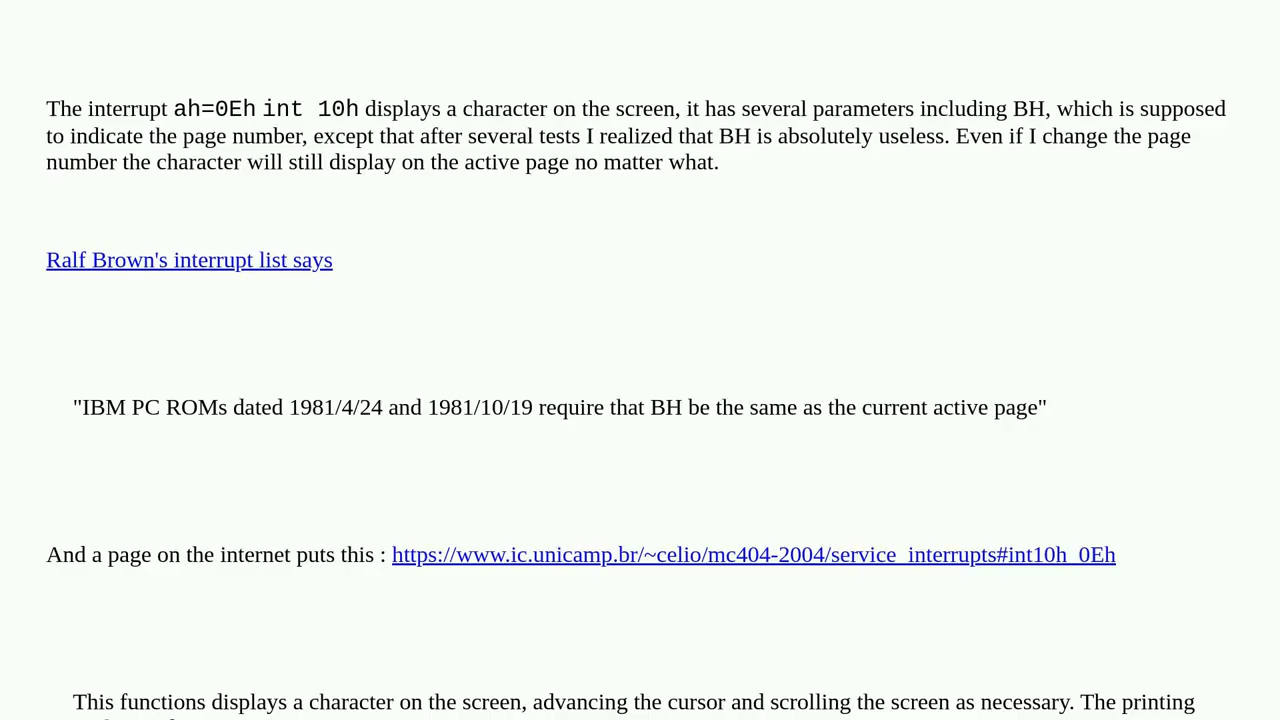 The interrupt ah=0Eh int 10h displays a character on the screen, it has several parameters including BH, which is supposed
to indicate the page number, except that after several tests I realized that BH is absolutely useless. Even if I change the page
number the character will still display on the active page no matter what.
Ralf Brown's interrupt list says
"IBM PC ROMs dated 1981/4/24 and 1981/10/19 require that BH be the same as the current active page"
And a page on the internet puts this : https://www.ic.unicamp.br/~celio/mc404-2004/service_interrupts#int10h_0Eh
This functions displays a character on the screen, advancing the cursor and scrolling the screen as necessary. The printing